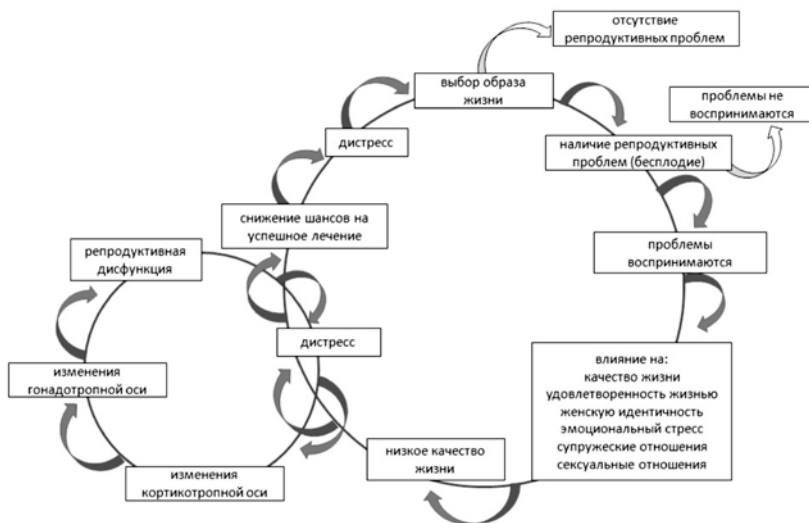 отсутствие
репродуктивных проблем
выбор образа
жизни
проблемы не
воспринимаются
дистресс
наличие репродуктивных
проблем (бесплодие)
снижение шансов на
успешное лечение
репродуктивная
дисфункция
проблемы
воспринимаются
дистресс
изменения
гонадотропной оси
влияние на:
качество жизни
удовлетворенность жизнью
женскую идентичность
эмоциональный стресс
супружеские отношения
сексуальные отношения
низкое качество
жизни
изменения
кортикотропной оси